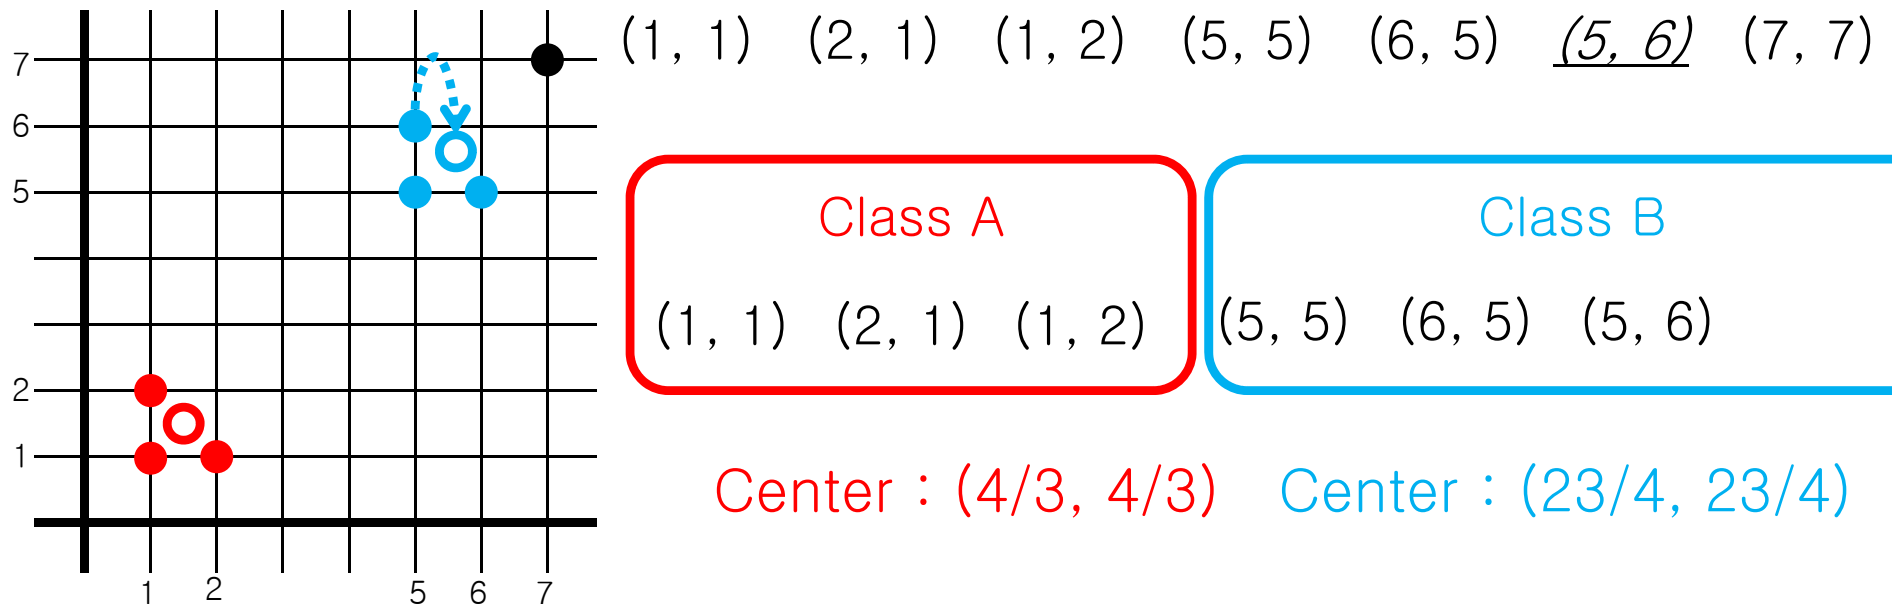 (1, 1) (2, 1) (1, 2) (5, 5) (6, 5) (5, 6) (7, 7)
7
6
5
2
1
1 2 5 6 7
Class A
(1, 1) (2, 1) (1, 2)
Center : (4/3, 4/3)
Class B
(5, 5) (6, 5) (5, 6)
Center : (23/4, 23/4)